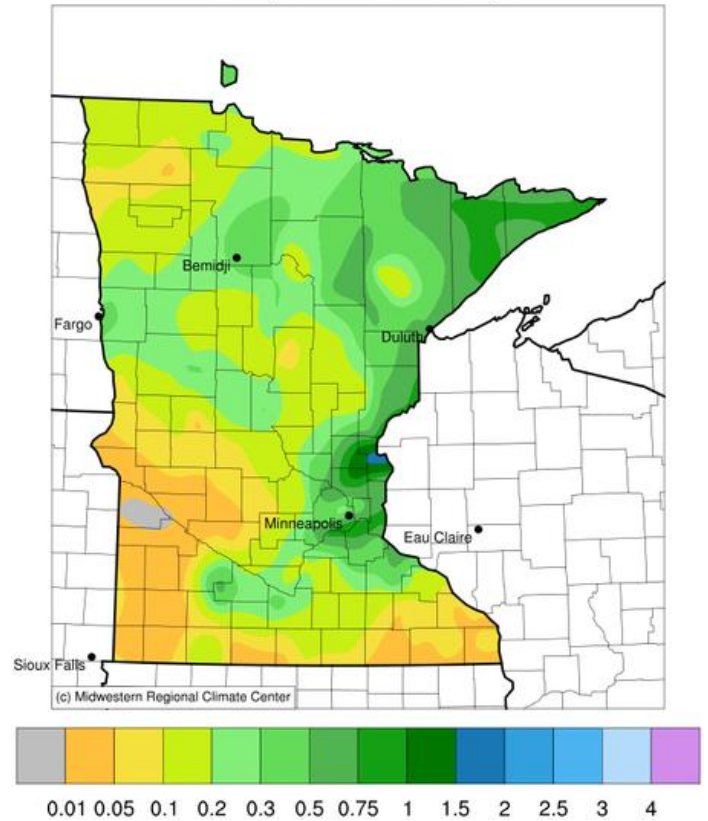 Bemidji
Fargo
Duluth
Minneapolis
Eau Claire
Sioux Falls
(c) Midwestern Regional Climate Center
0.01 0.05 0.1 0.2 0.3 0.5 0.75 1 1.5 2 2.5 3 4